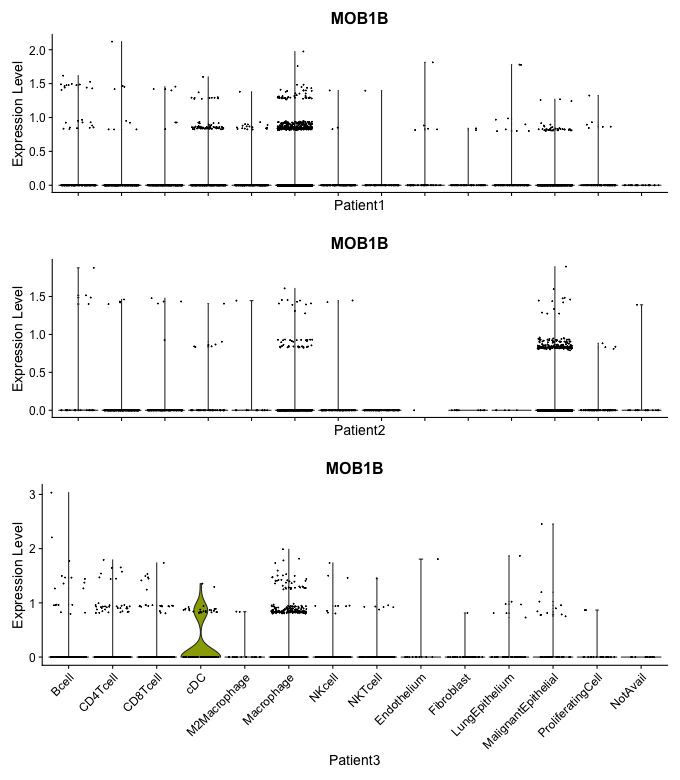 MOB1B
Expression Level
2.0
1.5
1.0
0.5
0.0
Patient1
MOB1B
Expression Level
1.5
1.0
0.5
0.0
Patient2
MOB1B
Expression Level
3
2
1
0
Bcell
CD4Tcell
CD8Tcell
cDC
M2Macrophage
Macrophage
NKcell
NKTcell
Endothelium
Fibroblast
LungEpithelium
MalignantEpithelial
ProliferatingCell
NotAvail
Patient3